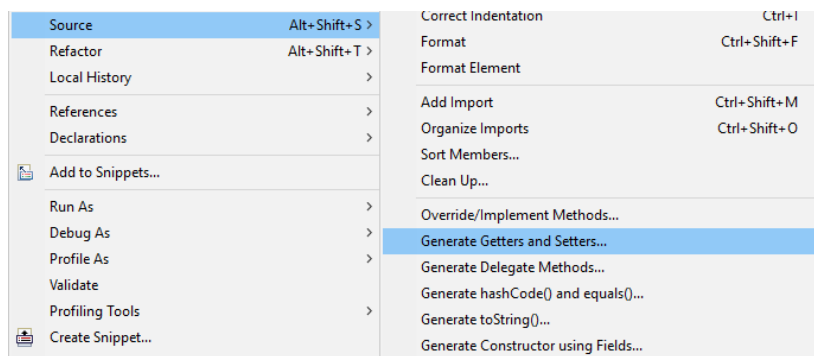 Source Alt+Shift+S >
Refactor Alt+Shift+T >
Local History >
References >
Declarations >
Add to Snippets...
Run As >
Debug As >
Profile As >
Validate
Profiling Tools >
Create Snippet...
Correct Indentation Ctrl+I
Format Ctrl+Shift+F
Format Element
Add Import Ctrl+Shift+M
Organize Imports Ctrl+Shift+O
Sort Members...
Clean Up...
Override/Implement Methods...
Generate Getters and Setters...
Generate Delegate Methods...
Generate hashCode() and equals()...
Generate toString()...
Generate Constructor using Fields...